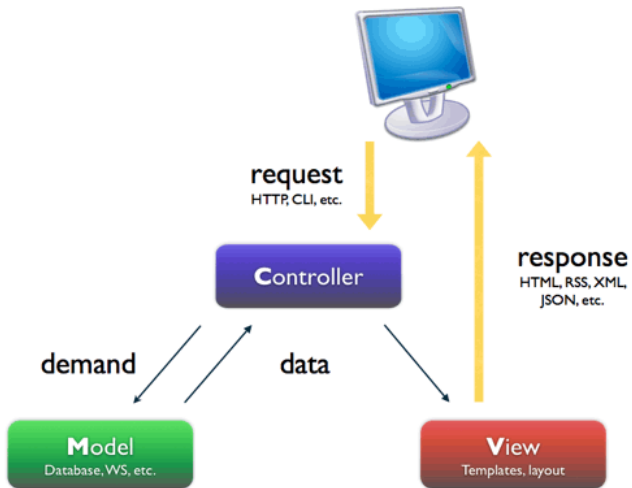 request
HTTP, CLI, etc.
response
HTML, RSS, XML,
JSON, etc.
Controller
demand
data
Model
Database, WS, etc.
View
Templates, layout